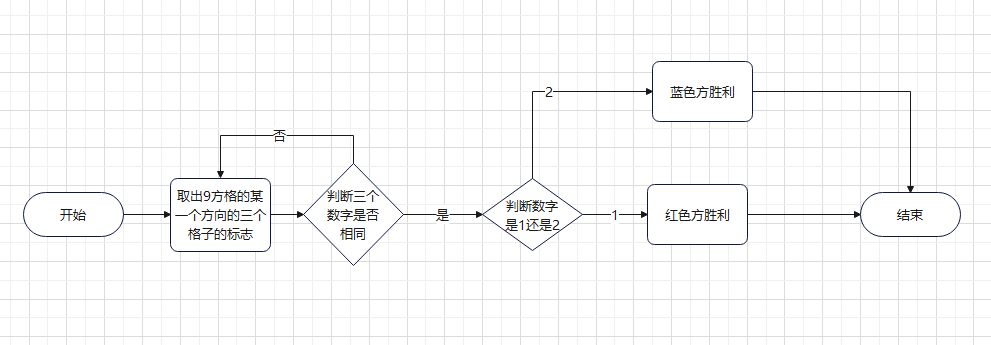 2
蓝色方胜利
否
开始
取出9方格的某
一个方向的三个
格子的标志
判断三个
数字是否
相同
是
判断数字
是1还是2
1
红色方胜利
结束